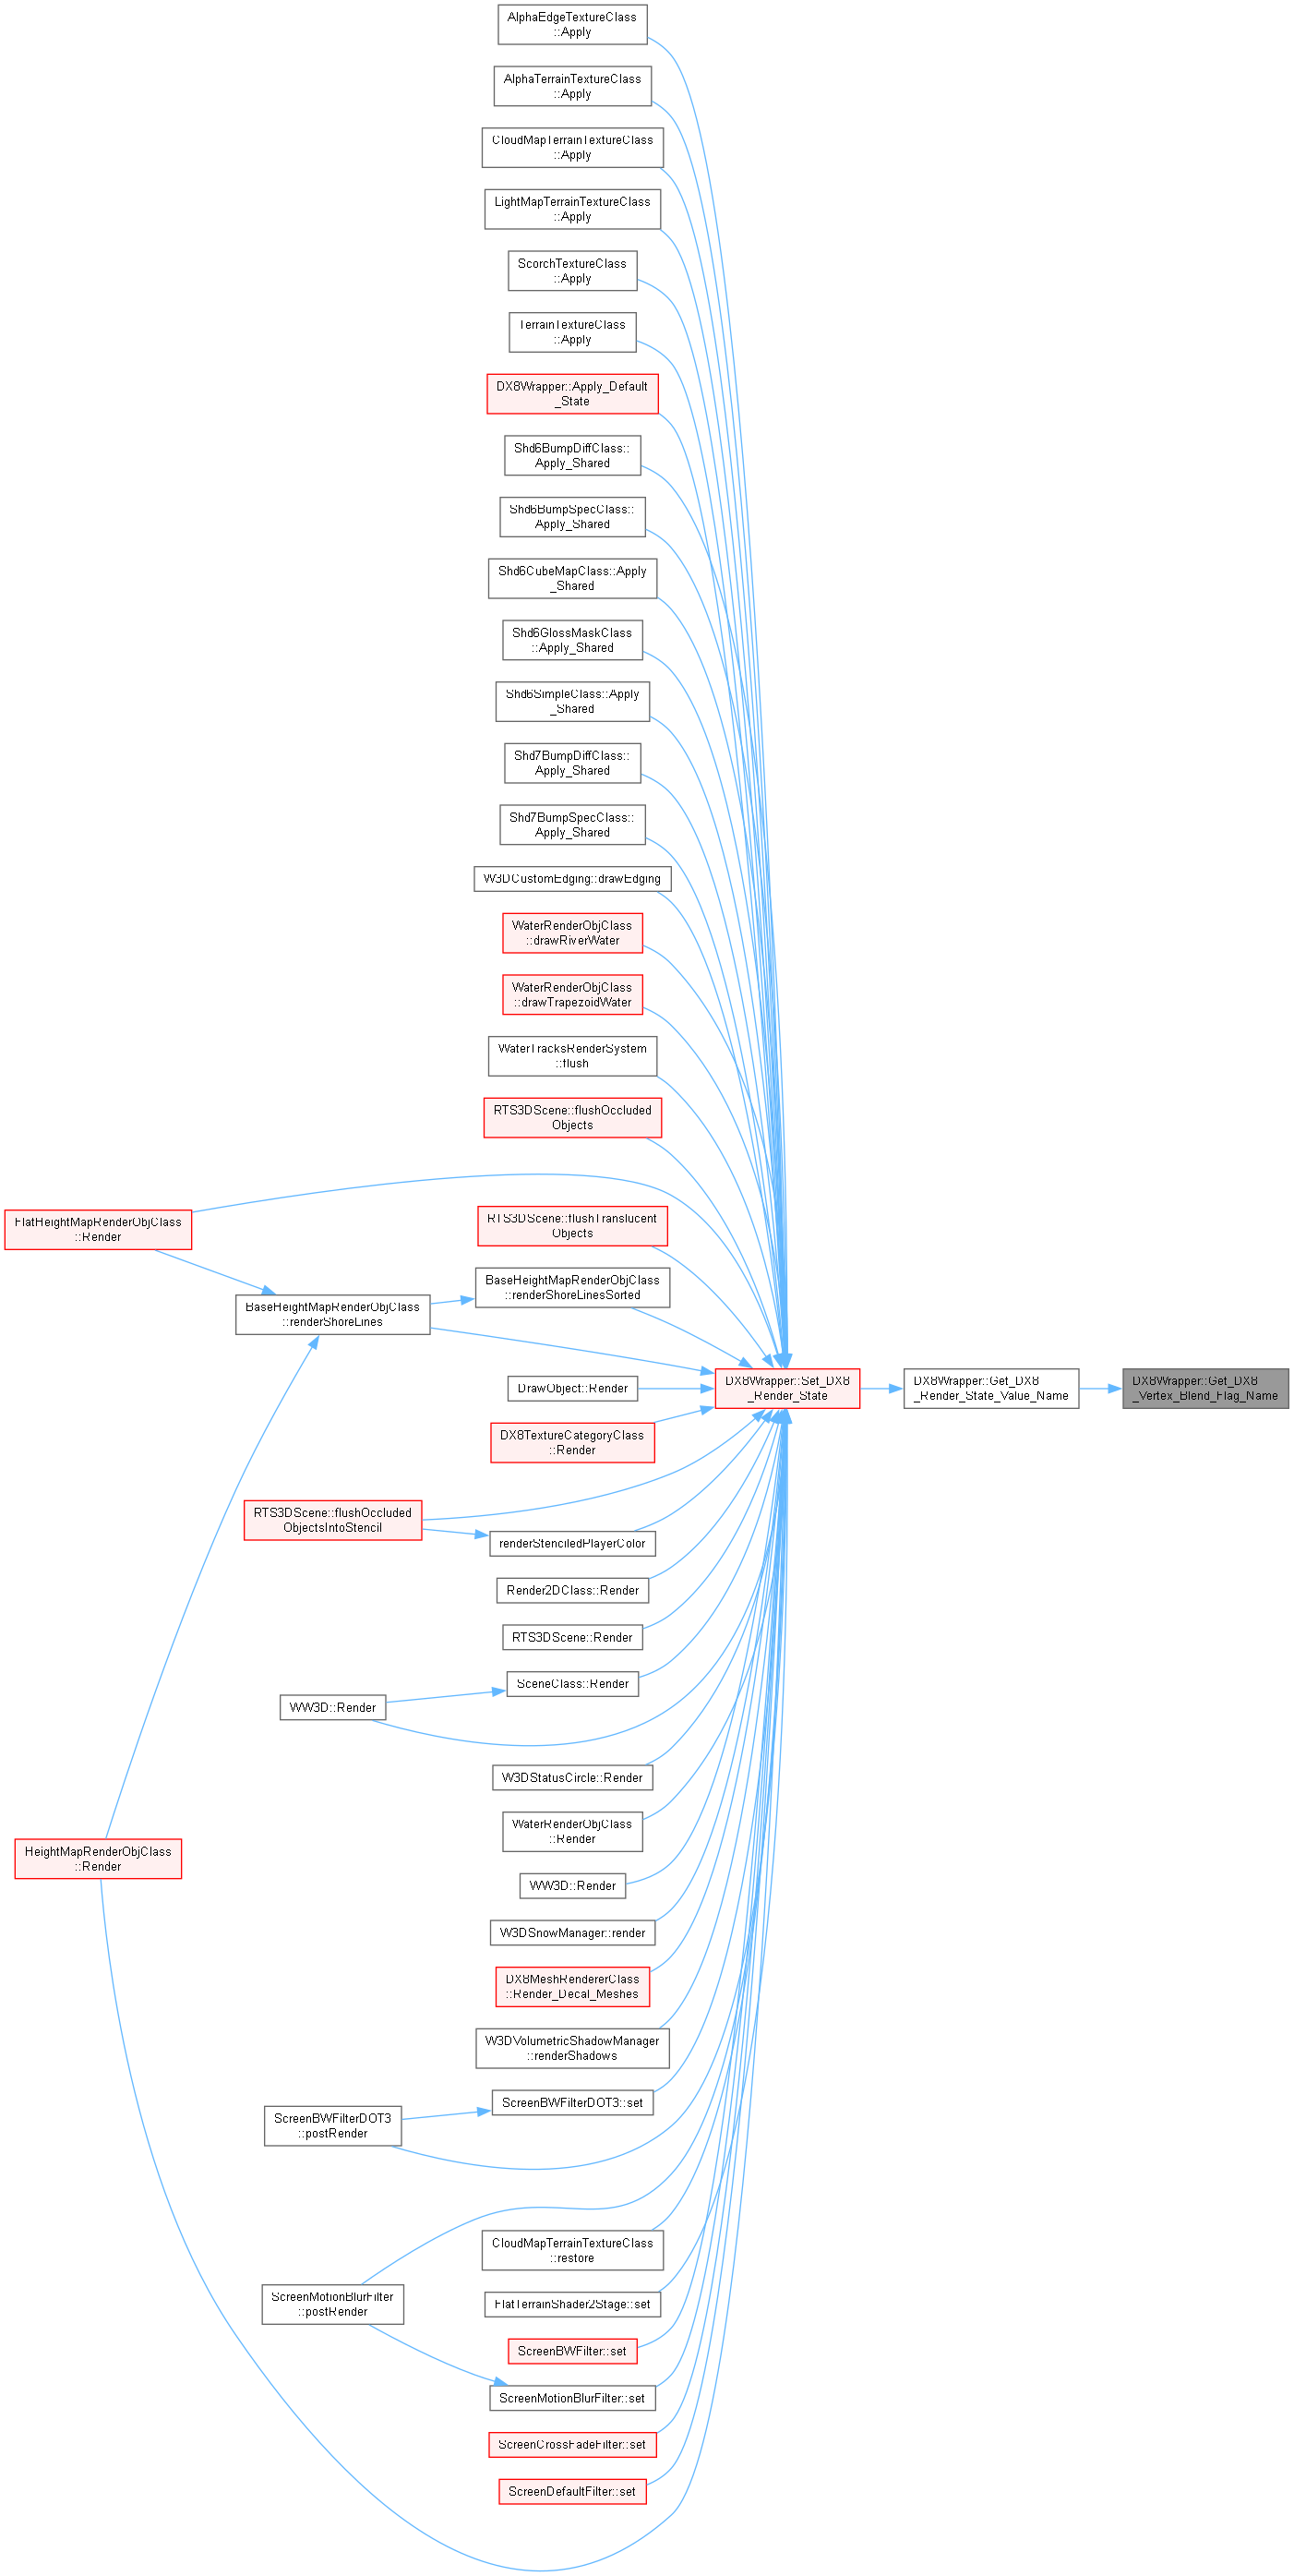 AlphaEdgeTextureClass
::Apply
AlphaTerrainTextureClass
::Apply
CloudMapTerrainTextureClass
::Apply
LightMapTerrainTextureClass
::Apply
ScorchTextureClass
::Apply
TerrainTextureClass
::Apply
DX8Wrapper::Apply_Default
_State
Shd6BumpDiffClass::
Apply_Shared
Shd6BumpSpecClass::
Apply_Shared
Shd6CubeMapClass::Apply
_Shared
Shd6GlossMaskClass
::Apply_Shared
Shd6SimpleClass::Apply
_Shared
Shd7BumpDiffClass::
Apply_Shared
Shd7BumpSpecClass::
Apply_Shared
W3DCustomEdging::drawEdging
WaterRenderObjClass
::drawRiverWater
WaterRenderObjClass
::drawTrapezoidWater
WaterTracksRenderSystem
::flush
RTS3DScene::flushOccluded
Objects
FlatHeightMapRenderObjClass
::Render
RTS3DScene::flushTranslucent
Objects
BaseHeightMapRenderObjClass
::renderShoreLinesSorted
BaseHeightMapRenderObjClass
::renderShoreLines
DrawObject::Render
DX8Wrapper::Set_DX8
_Render_State
DX8Wrapper::Get_DX8
_Render_State_Value_Name
DX8Wrapper::Get_DX8
_Vertex_Blend_Flag_Name
DX8TextureCategoryClass
::Render
RTS3DScene::flushOccluded
ObjectsIntoStencil
renderStenciledPlayerColor
Render2DClass::Render
RTS3DScene::Render
SceneClass::Render
WW3D::Render
W3DStatusCircle::Render
WaterRenderObjClass
::Render
HeightMapRenderObjClass
::Render
WW3D::Render
W3DSnowManager::render
DX8MeshRendererClass
::Render_Decal_Meshes
W3DVolumetricShadowManager
::renderShadows
ScreenBWFilterDOT3::set
ScreenBWFilterDOT3
::postRender
CloudMapTerrainTextureClass
::restore
ScreenMotionBlurFilter
::postRender
FlatTerrainShader2Stage::set
ScreenBWFilter::set
ScreenMotionBlurFilter::set
ScreenCrossFadeFilter::set
ScreenDefaultFilter::set